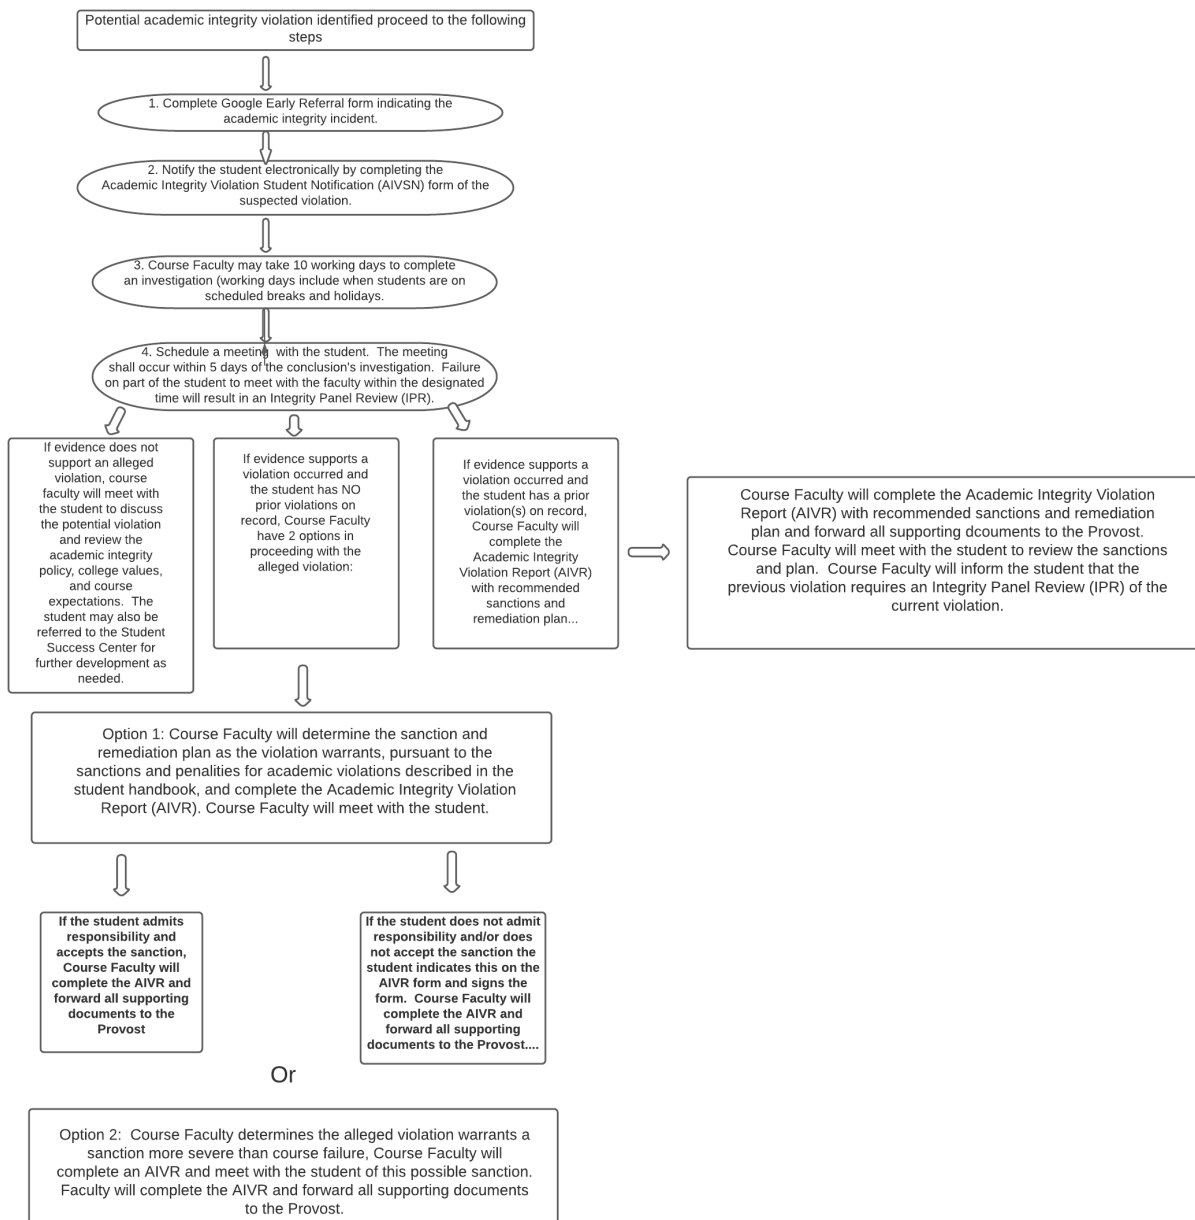 Potential academic integrity violation identified proceed to the following
steps
1. Complete Google Early Referral form indicating the
academic integrity incident.
2. Notify the student electronically by completing the
Academic Integrity Violation Student Notification (AIVSN) form of the
suspected violation.
3. Course Faculty may take 10 working days to complete
an investigation (working days include when students are on
scheduled breaks and holidays.
4. Schedule a meeting with the student. The meeting
shall occur within 5 days of the conclusion's investigation. Failure
on part of the student to meet with the faculty within the designated
time will result in an Integrity Panel Review (IPR).
If evidence does not
support an alleged
violation, course
faculty will meet with
the student to discuss
the potential violation
and review the
academic integrity
policy, college values,
and course
expectations. The
student may also be
referred to the Student
Success Center for
further development as
needed.
If evidence supports a
violation occurred and
the student has NO
prior violations on
record, Course Faculty
have 2 options in
proceeding with the
alleged violation:
If evidence supports a
violation occurred and
the student has a prior
violation(s) on record,
Course Faculty will
complete the
Academic Integrity
Violation Report (AIVR)
with recommended
sanctions and
remediation plan...
Course Faculty will complete the Academic Integrity Violation
Report (AIVR) with recommended sanctions and remediation
plan and forward all supporting dcouments to the Provost.
Course Faculty will meet with the student to review the sanctions
and plan. Course Faculty will inform the student that the
previous violation requires an Integrity Panel Review (IPR) of the
current violation.
Option 1: Course Faculty will determine the sanction and
remediation plan as the violation warrants, pursuant to the
sanctions and penalities for academic violations described in the
student handbook, and complete the Academic Integrity Violation
Report (AIVR). Course Faculty will meet with the student.
If the student admits
responsibility and
accepts the sanction,
Course Faculty will
complete the AIVR and
forward all supporting
documents to the
Provost
If the student does not admit
responsibility and/or does
not accept the sanction the
student indicates this on the
AIVR form and signs the
form. Course Faculty will
complete the AIVR and
forward all supporting
documents to the Provost....
Or
Option 2: Course Faculty determines the alleged violation warrants a
sanction more severe than course failure, Course Faculty will
complete an AIVR and meet with the student of this possible sanction.
Faculty will complete the AIVR and forward all supporting documents
to the Provost.